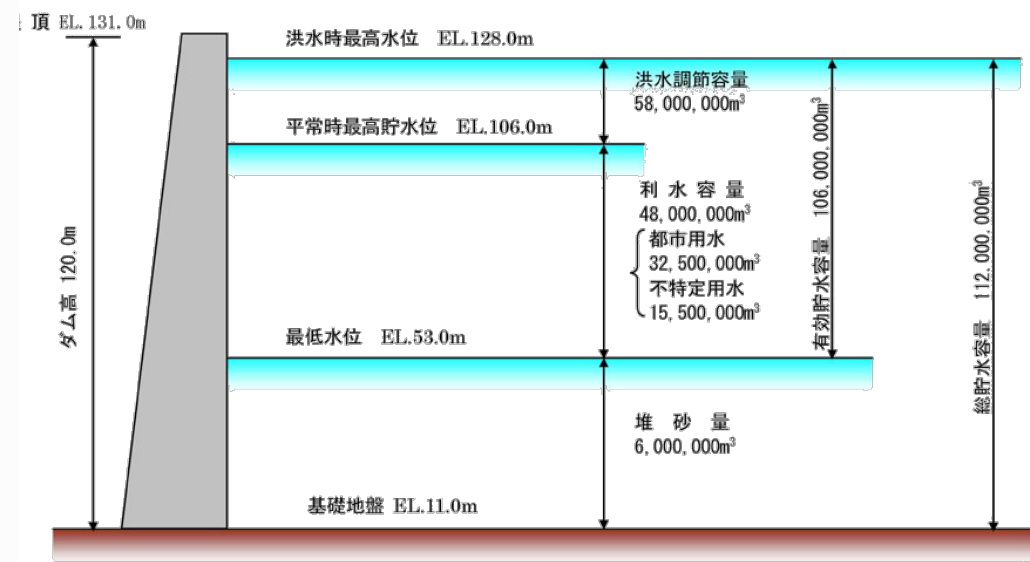 頂 EL.131.0m
洪水時最高水位 EL.128.0m
洪水調節容量
58,000,000m³
平常時最高貯水位 EL.106.0m
利水容量
48,000,000m³
都市用水
32,500,000m³
不特定用水
15,500,000m³
有効貯水容量 106,000,000m³
総貯水容量 112,000,000m³
ダム高 120.0m
最低水位 EL.53.0m
堆砂量
6,000,000m³
基礎地盤 EL.11.0m